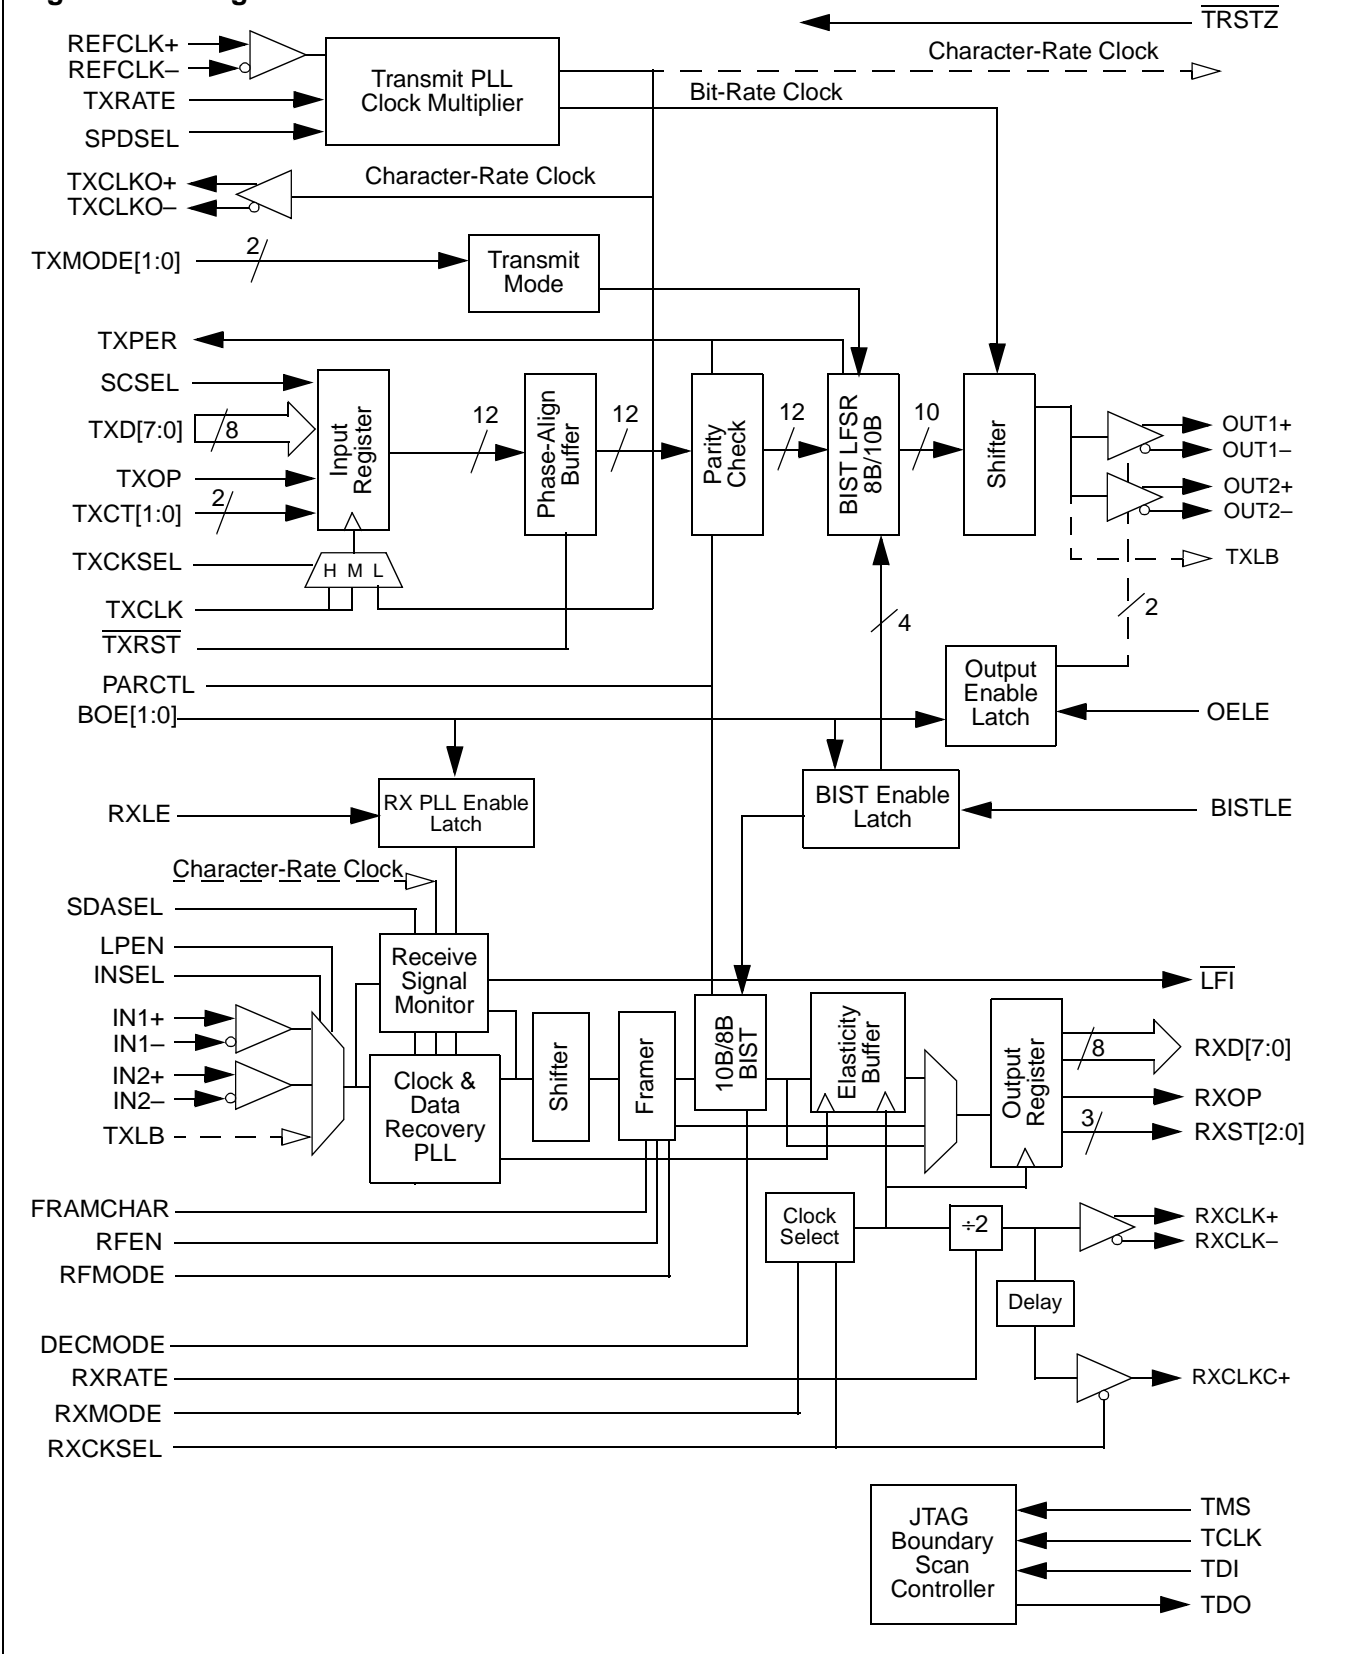 TRSTZ
REFCLK+
REFCLK–
TXRATE
SPDSEL
Transmit PLL
Clock Multiplier
Character-Rate Clock
Bit-Rate Clock
TXCLKO+
TXCLKO–
Character-Rate Clock
TXMODE[1:0]
2
Transmit
Mode
TXPER
SCSEL
TXD[7:0]
8
TXOP
TXCT[1:0]
2
TXCKSEL
H M L
TXCLK
TXRST
Input
Register
12
Phase-Align
Buffer
12
Parity
Check
12
BIST LFSR
8B/10B
10
Shifter
OUT1+
OUT1–
OUT2+
OUT2–
TXLB
2
4
PARCTL
BOE[1:0]
Output
Enable
Latch
OELE
RXLE
RX PLL Enable
Latch
BIST Enable
Latch
BISTLE
Character-Rate Clock
SDASEL
LPEN
INSEL
IN1+
IN1–
IN2+
IN2–
TXLB
Receive
Signal
Monitor
LFI
Clock &
Data
Recovery
PLL
Shifter
Framer
10B/8B
BIST
Elasticity
Buffer
Output
Register
8
RXD[7:0]
RXOP
3
RXST[2:0]
FRAMCHAR
RFEN
RFMODE
Clock
Select
÷2
RXCLK+
RXCLK–
Delay
DECMODE
RXRATE
RXCLKC+
RXMODE
RXCKSEL
JTAG
Boundary
Scan
Controller
TMS
TCLK
TDI
TDO